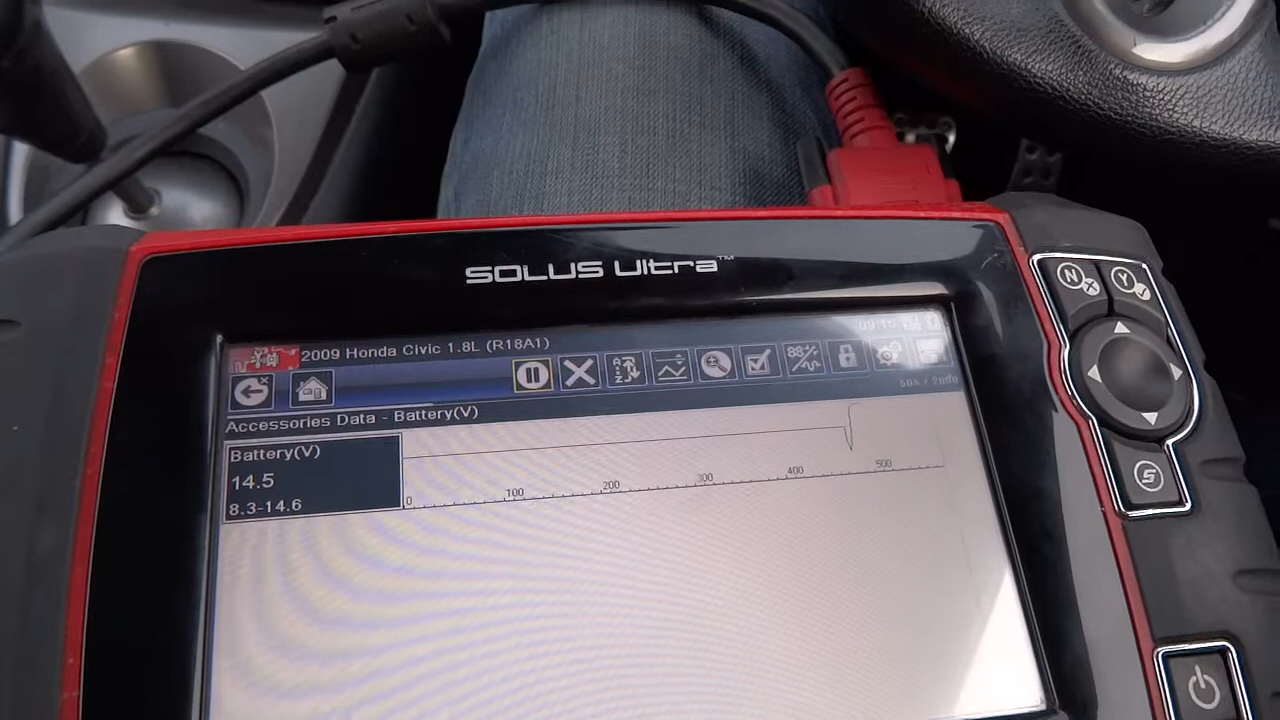 SOLUS Ultra™
N Y
2009 Honda Civic 1.8L (R18A1)
Accessories Data - Battery(V)
Battery(V)
14.5
8.3-14.6
0 100 200 300 400 500
S